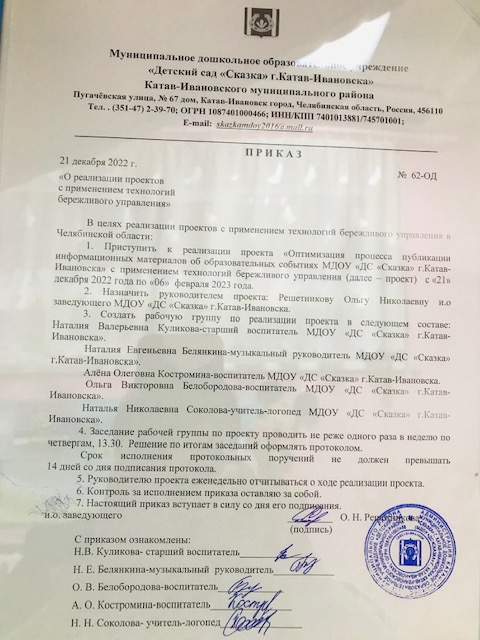 Муниципальное дошкольное образовательное учреждение
«Детский сад «Сказка» г.Катав-Ивановска»
Катав-Ивановского муниципального района
Пугачёвская улица, № 67 дом, Катав-Ивановск город, Челябинская область, Россия, 456110
Тел. . (351-47) 2-39-70; ОГРН 1087401000466; ИНН/КПП 7401013881/745701001;
E-mail: skazkamdoy2016@mail.ru
ПРИКАЗ
21 декабря 2022 г. № 62-ОД
«О реализации проектов
с применением технологий
бережливого управления»
В целях реализации проектов с применением технологий бережливого управления в
Челябинской области:
1. Приступить к реализации проекта «Оптимизация процесса публикации
информационных материалов об образовательных событиях МДОУ «ДС «Сказка» г.Катав-
Ивановска» с применением технологий бережливого управления (далее – проект) с «21»
декабря 2022 года по «06» февраля 2023 года.
2. Назначить руководителем проекта: Решетникову Ольгу Николаевну и.о
заведующего МДОУ «ДС «Сказка» г.Катав-Ивановска.
3. Создать рабочую группу по реализации проекта в следующем составе:
Наталия Валерьевна Куликова-старший воспитатель МДОУ «ДС «Сказка» г.Катав-
Ивановска».
Наталия Евгеньевна Белянкина-музыкальный руководитель МДОУ «ДС «Сказка»
г.Катав-Ивановска».
Алёна Олеговна Костромина-воспитатель МДОУ «ДС «Сказка» г.Катав-Ивановска.
Ольга Викторовна Белобородова-воспитатель МДОУ «ДС «Сказка» г.Катав-
Ивановска».
Наталья Николаевна Соколова-учитель-логопед МДОУ «ДС «Сказка» г.Катав-
Ивановска».
4. Заседание рабочей группы по проекту проводить не реже одного раза в неделю по
четвергам, 13.30. Решение по итогам заседаний оформлять протоколом.
Срок исполнения протокольных поручений не должен превышать
14 дней со дня подписания протокола.
5. Руководителю проекта еженедельно отчитываться о ходе реализации проекта.
6. Контроль за исполнением приказа оставляю за собой.
7. Настоящий приказ вступает в силу со дня его подписания.
и.о. заведующего О. Н. Решетникова
(подпись)
С приказом ознакомлены:
Н.В. Куликова- старший воспитатель
Н. Е. Белянкина-музыкальный руководитель
О. В. Белобородова-воспитатель
А. О. Костромина-воспитатель
Н. Н. Соколова- учитель-логопед